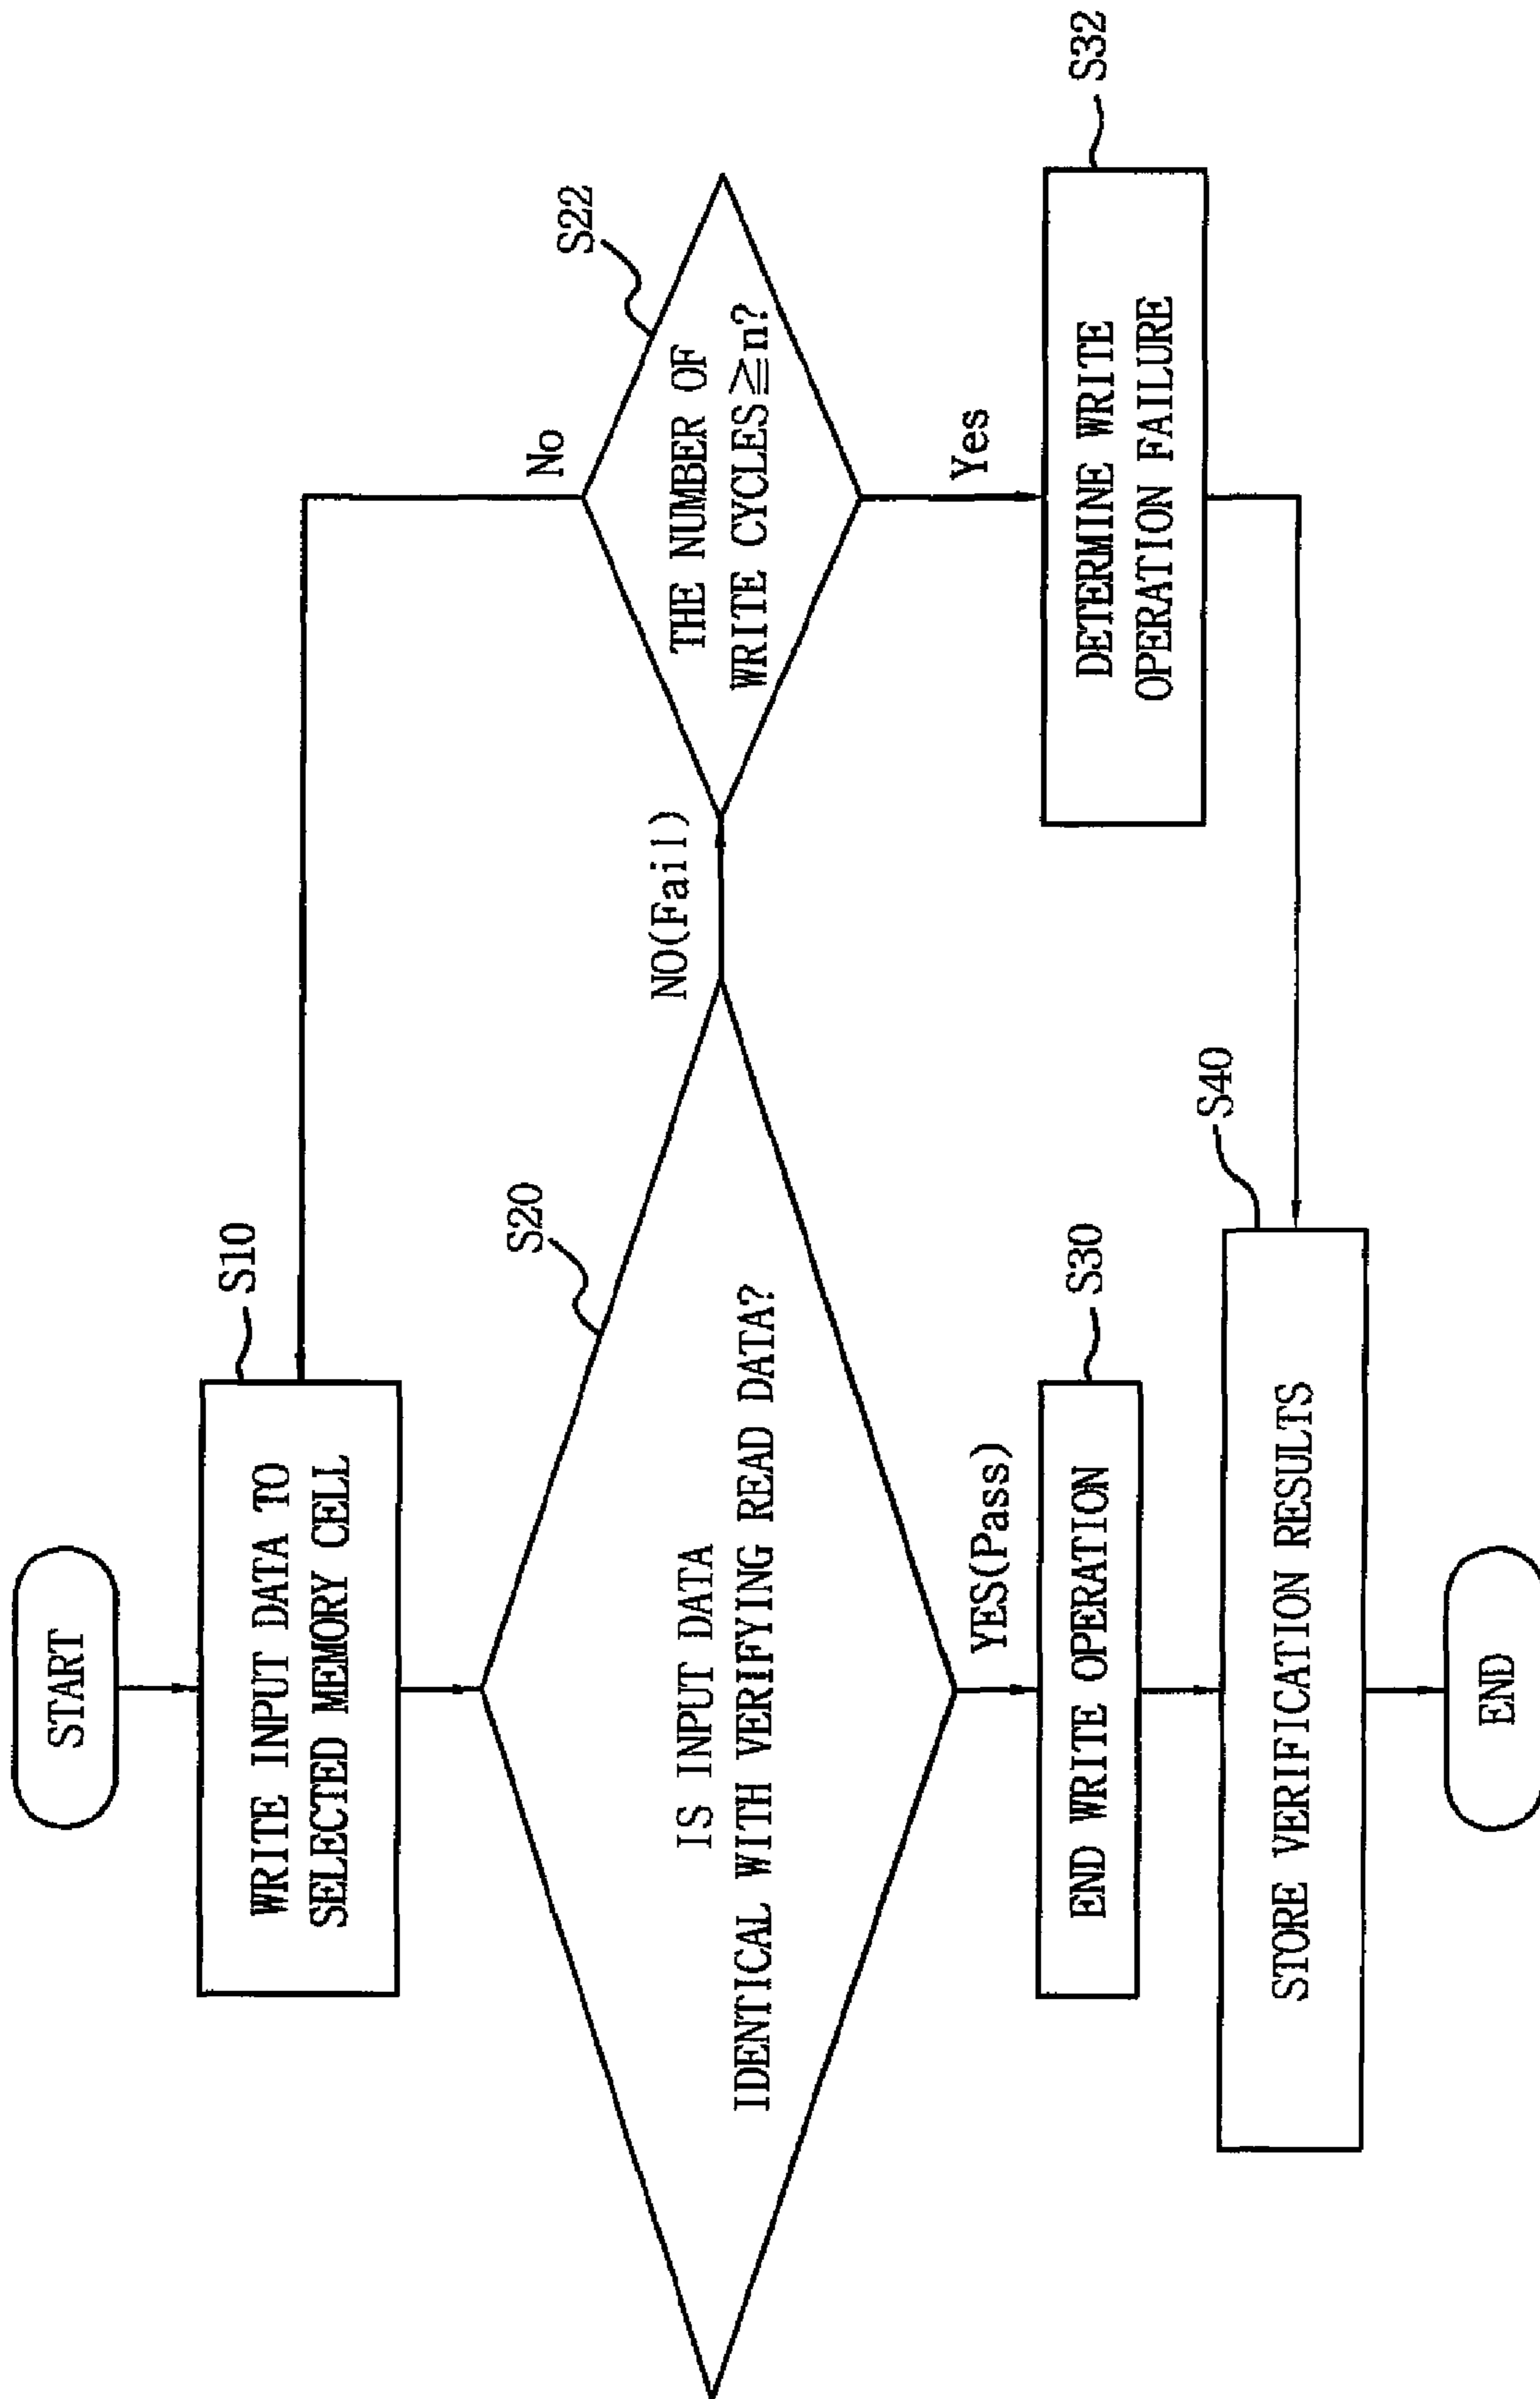 START
WRITE INPUT DATA TO
SELECTED MEMORY CELL
S10
IS INPUT DATA
IDENTICAL WITH VERIFYING READ DATA?
S20
NO(Fail)
THE NUMBER OF
WRITE CYCLES≧n?
S22
No
Yes
YES(Pass)
END WRITE OPERATION
S30
DETERMINE WRITE
OPERATION FAILURE
S32
STORE VERIFICATION RESULTS
S40
END